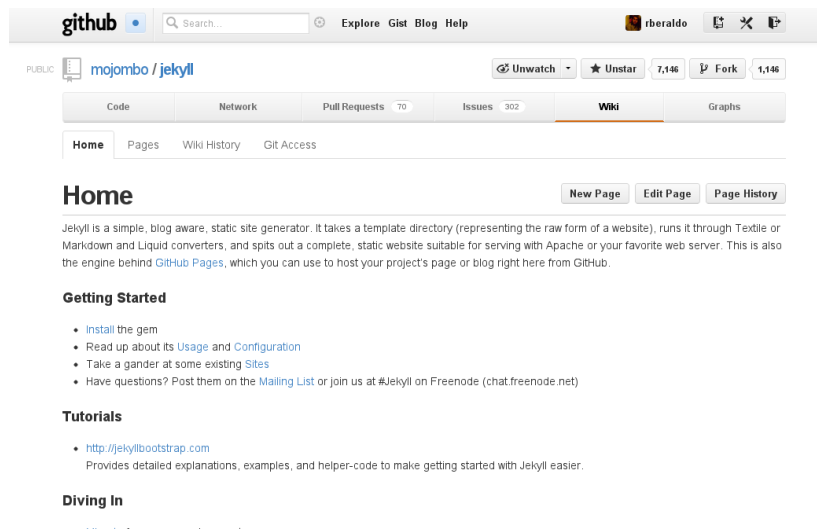 github Search... Explore Gist Blog Help rberaldo
PUBLIC mojombo / jekyll Unwatch Unstar 7,146 Fork 1,146
Code Network Pull Requests 70 Issues 302 Wiki Graphs
Home Pages Wiki History Git Access
Home New Page Edit Page Page History
Jekyll is a simple, blog aware, static site generator. It takes a template directory (representing the raw form of a website), runs it through Textile or
Markdown and Liquid converters, and spits out a complete, static website suitable for serving with Apache or your favorite web server. This is also
the engine behind GitHub Pages, which you can use to host your project's page or blog right here from GitHub.
Getting Started
Install the gem
Read up about its Usage and Configuration
Take a gander at some existing Sites
Have questions? Post them on the Mailing List or join us at #Jekyll on Freenode (chat.freenode.net)
Tutorials
http://jekyllbootstrap.com
Provides detailed explanations, examples, and helper-code to make getting started with Jekyll easier.
Diving In